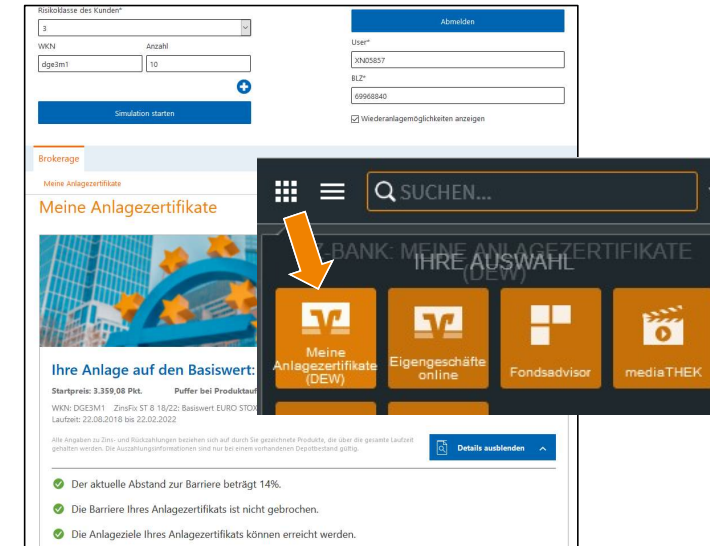 Risikoklasse des Kunden*
3
WKN Anzahl
dge3m1 10
Simulation starten
Abmelden
User*
XN05857
BLZ*
69968840
Wiederanlagemöglichkeiten anzeigen
Brokerage
Meine Anlagezertifikate
Meine Anlagezertifikate
SUCHEN...
BANK: MEINE ANLAGEZERTIFIKATE
(DEW)
IHRE AUSWAHL
Meine
Anlagezertifikate
(DEW)
Eigengeschäfte
online
Fondsadvisor
mediaTHEK
Ihre Anlage auf den Basiswert:
Startpreis: 3.359,08 Pkt. Puffer bei Produktauf
WKN: DGE3M1 ZinsFix ST 8 18/22: Basiswert EURO STOX
Laufzeit: 22.08.2018 bis 22.02.2022
Alle Angaben zu Zins- und Rückzahlungen beziehen sich auf durch Sie gezeichnete Produkte, die über die gesamte Laufzeit
gehalten werden. Die Auszahlungsinformationen sind nur bei einem vorhandenen Depotbestand gültig.
Details ausblenden
Der aktuelle Abstand zur Barriere beträgt 14%.
Die Barriere Ihres Anlagezertifikats ist nicht gebrochen.
Die Anlageziele Ihres Anlagezertifikats können erreicht werden.